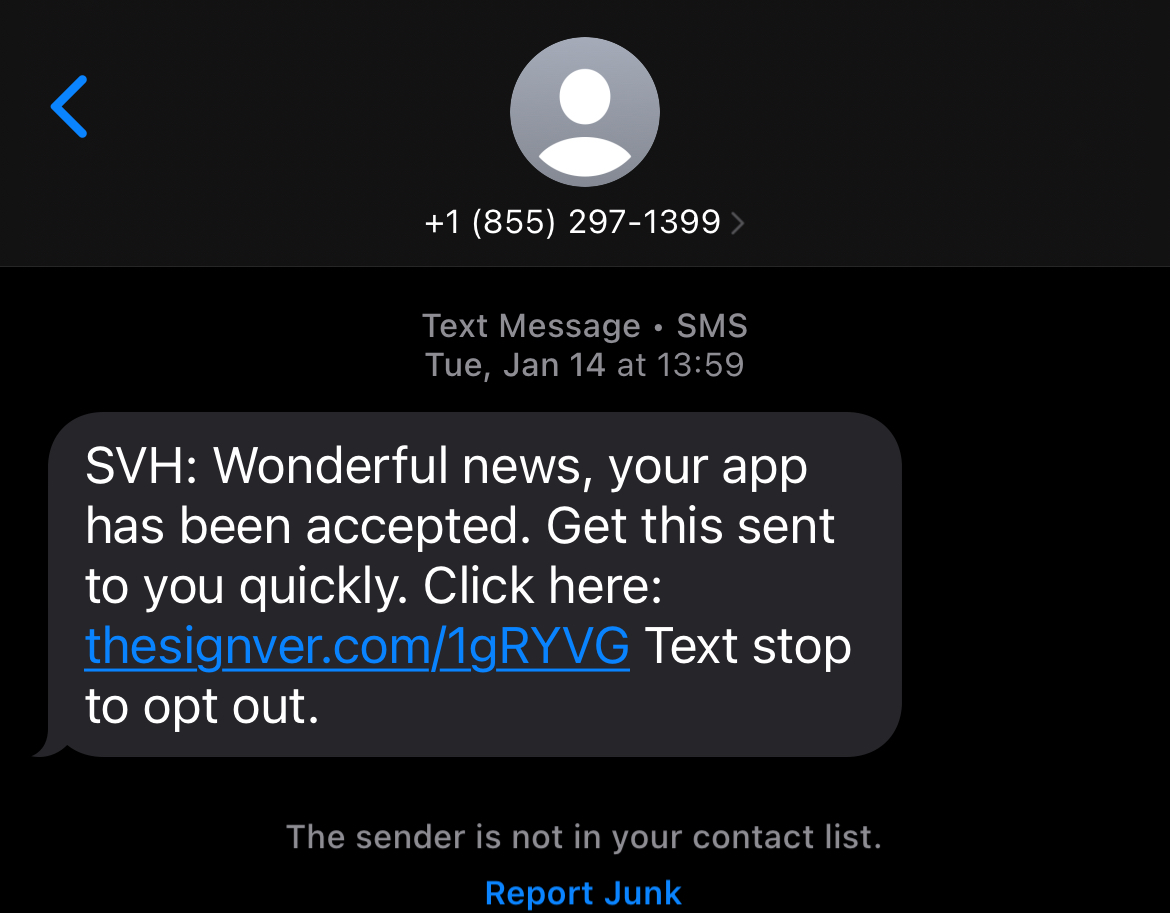 +1 (855) 297-1399
Text Message • SMS
Tue, Jan 14 at 13:59
SVH: Wonderful news, your app
has been accepted. Get this sent
to you quickly. Click here:
thesignver.com/1gRYVG Text stop
to opt out.
The sender is not in your contact list.
Report Junk